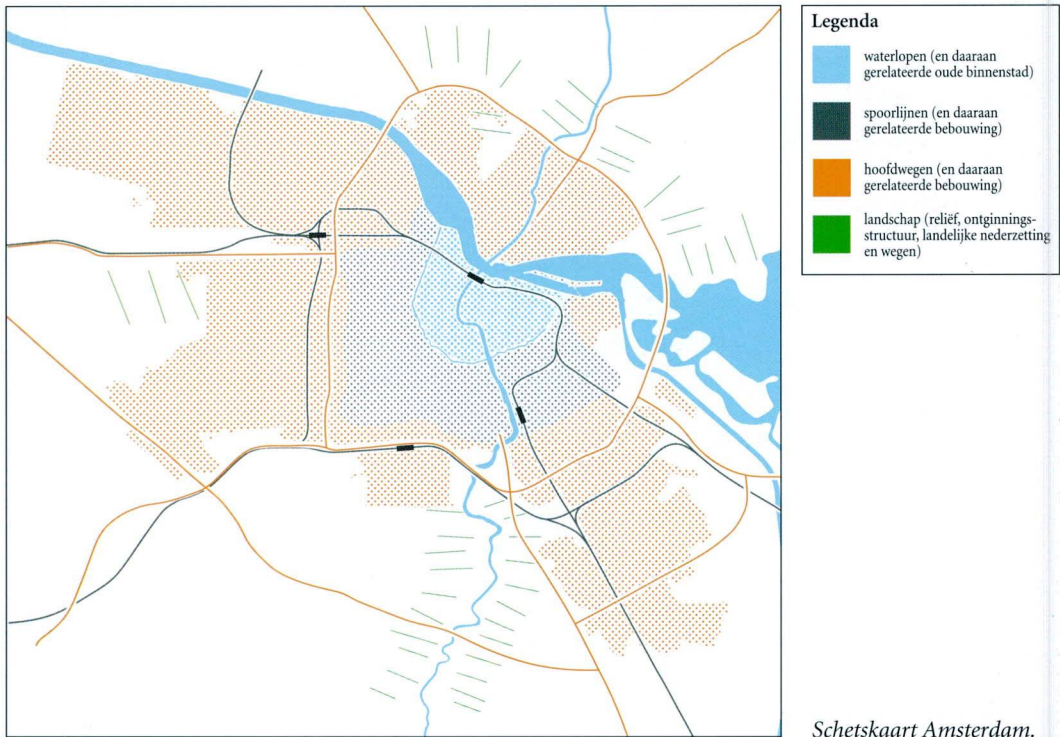 Legenda
waterlopen (en daaraan
gerelateerde oude binnenstad)
spoorlijnen (en daaraan
gerelateerde bebouwing)
hoofdwegen (en daaraan
gerelateerde bebouwing)
landschap (reliëf, ontginnings-
structuur, landelijke nederzetting
en wegen)
Schetskaart Amsterdam.